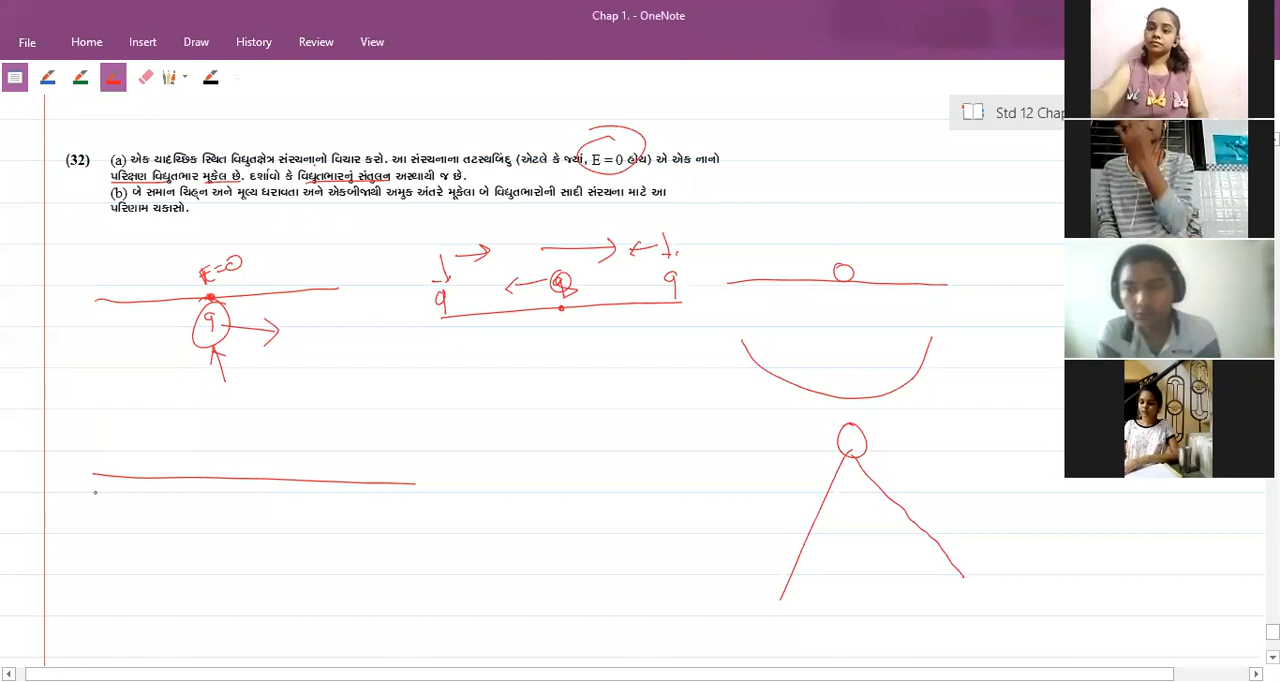 Chap 1. - OneNote
File Home Insert Draw History Review View
Std 12 Chap
(32) (a) એક યાદૃચ્છિક સ્થિત વિદ્યુતક્ષેત્ર સંરચનાનો વિચાર કરો. આ સંરચનાના તટસ્થબિંદુ (એટલે કે જ્યાં, E = 0 હોય) એ એક નાનો
પરિક્ષણ વિદ્યુતભાર મુકેલ છે. દર્શાવો કે વિદ્યુતભારનું સંતુલન અસ્થાયી જ છે.
(b) બે સમાન ચિહ્ન અને મૂલ્ય ધરાવતા અને એકબીજાથી અમુક અંતરે મૂકેલા બે વિદ્યુતભારોની સાદી સંરચના માટે આ
પરિણામ ચકાસો.
E=0
q
q
q
q